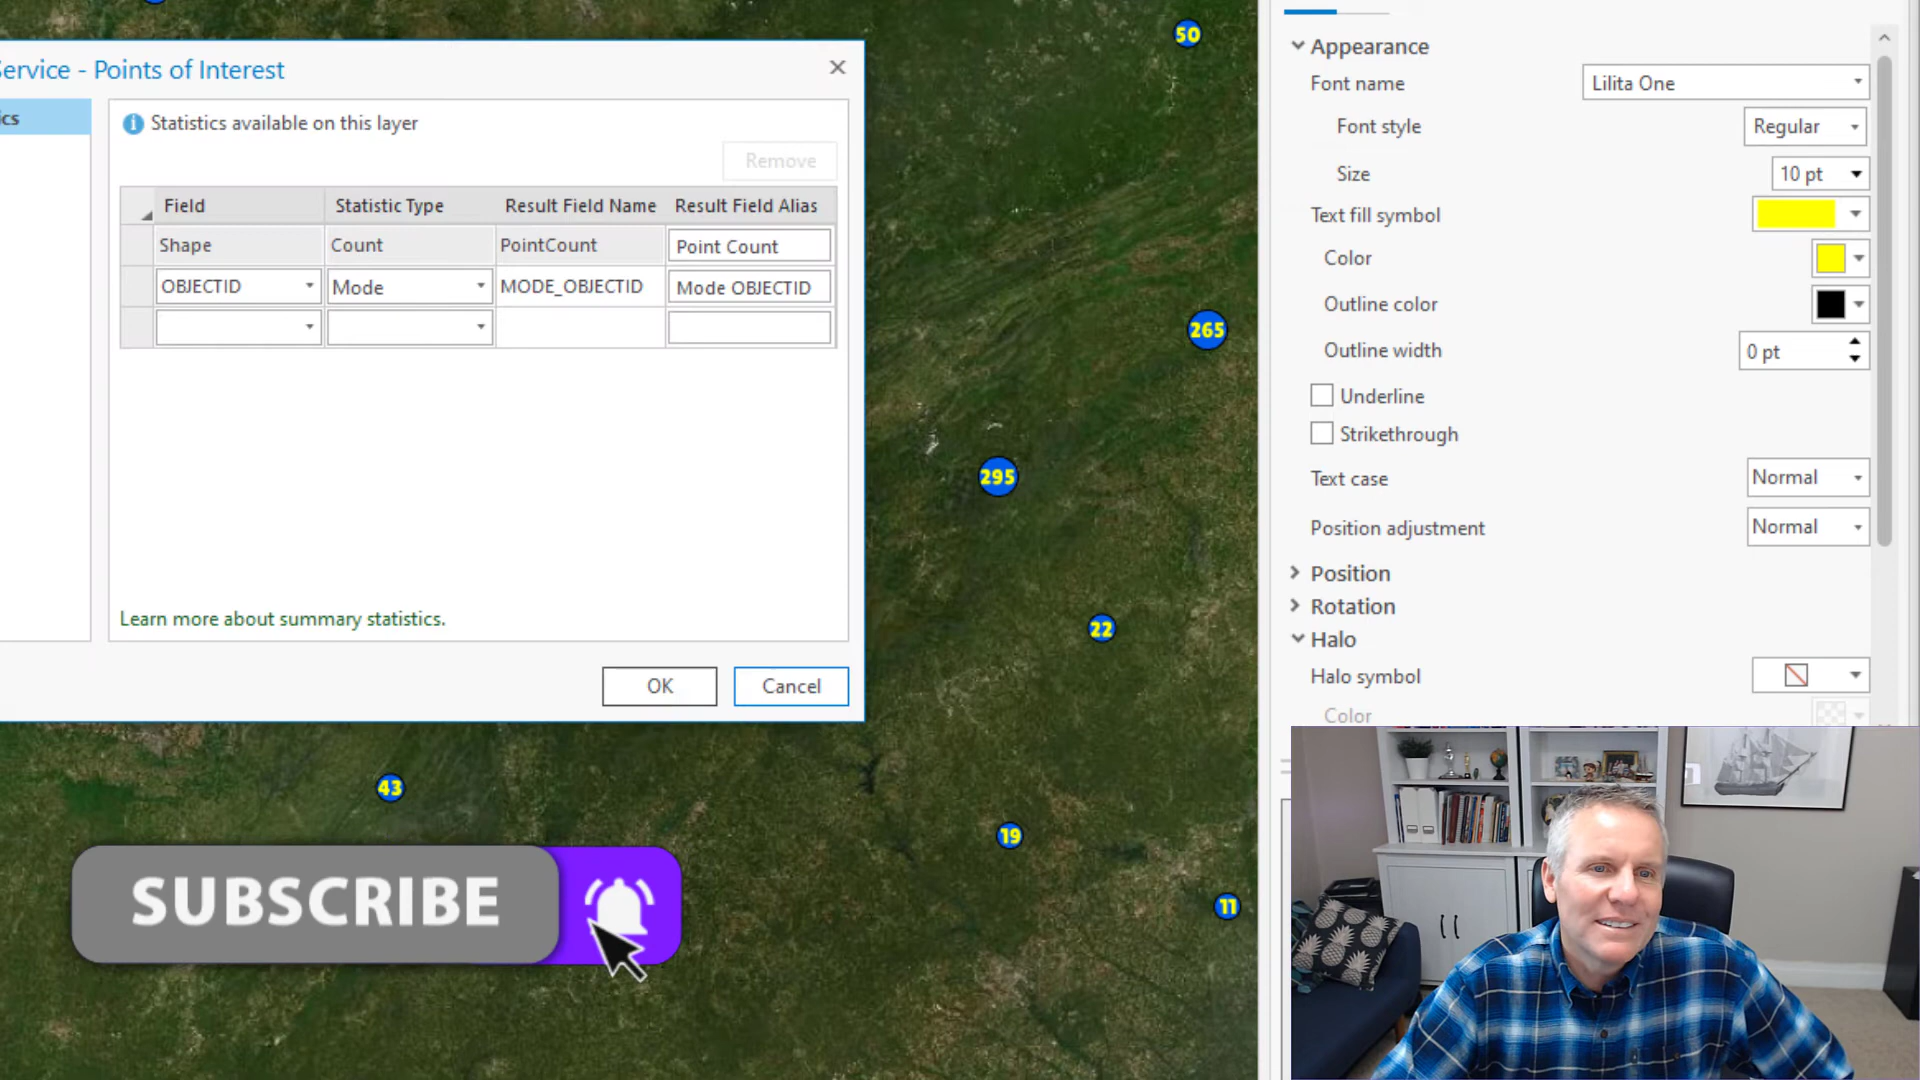 Service - Points of Interest
ics
Statistics available on this layer
Remove
Field Statistic Type Result Field Name Result Field Alias
Shape Count PointCount Point Count
OBJECTID Mode MODE_OBJECTID Mode OBJECTID
Learn more about summary statistics.
OK Cancel
50
265
295
22
43
19
11
SUBSCRIBE
Appearance
Font name Lilita One
Font style Regular
Size 10 pt
Text fill symbol
Color
Outline color
Outline width 0 pt
Underline
Strikethrough
Text case Normal
Position adjustment Normal
Position
Rotation
Halo
Halo symbol
Color